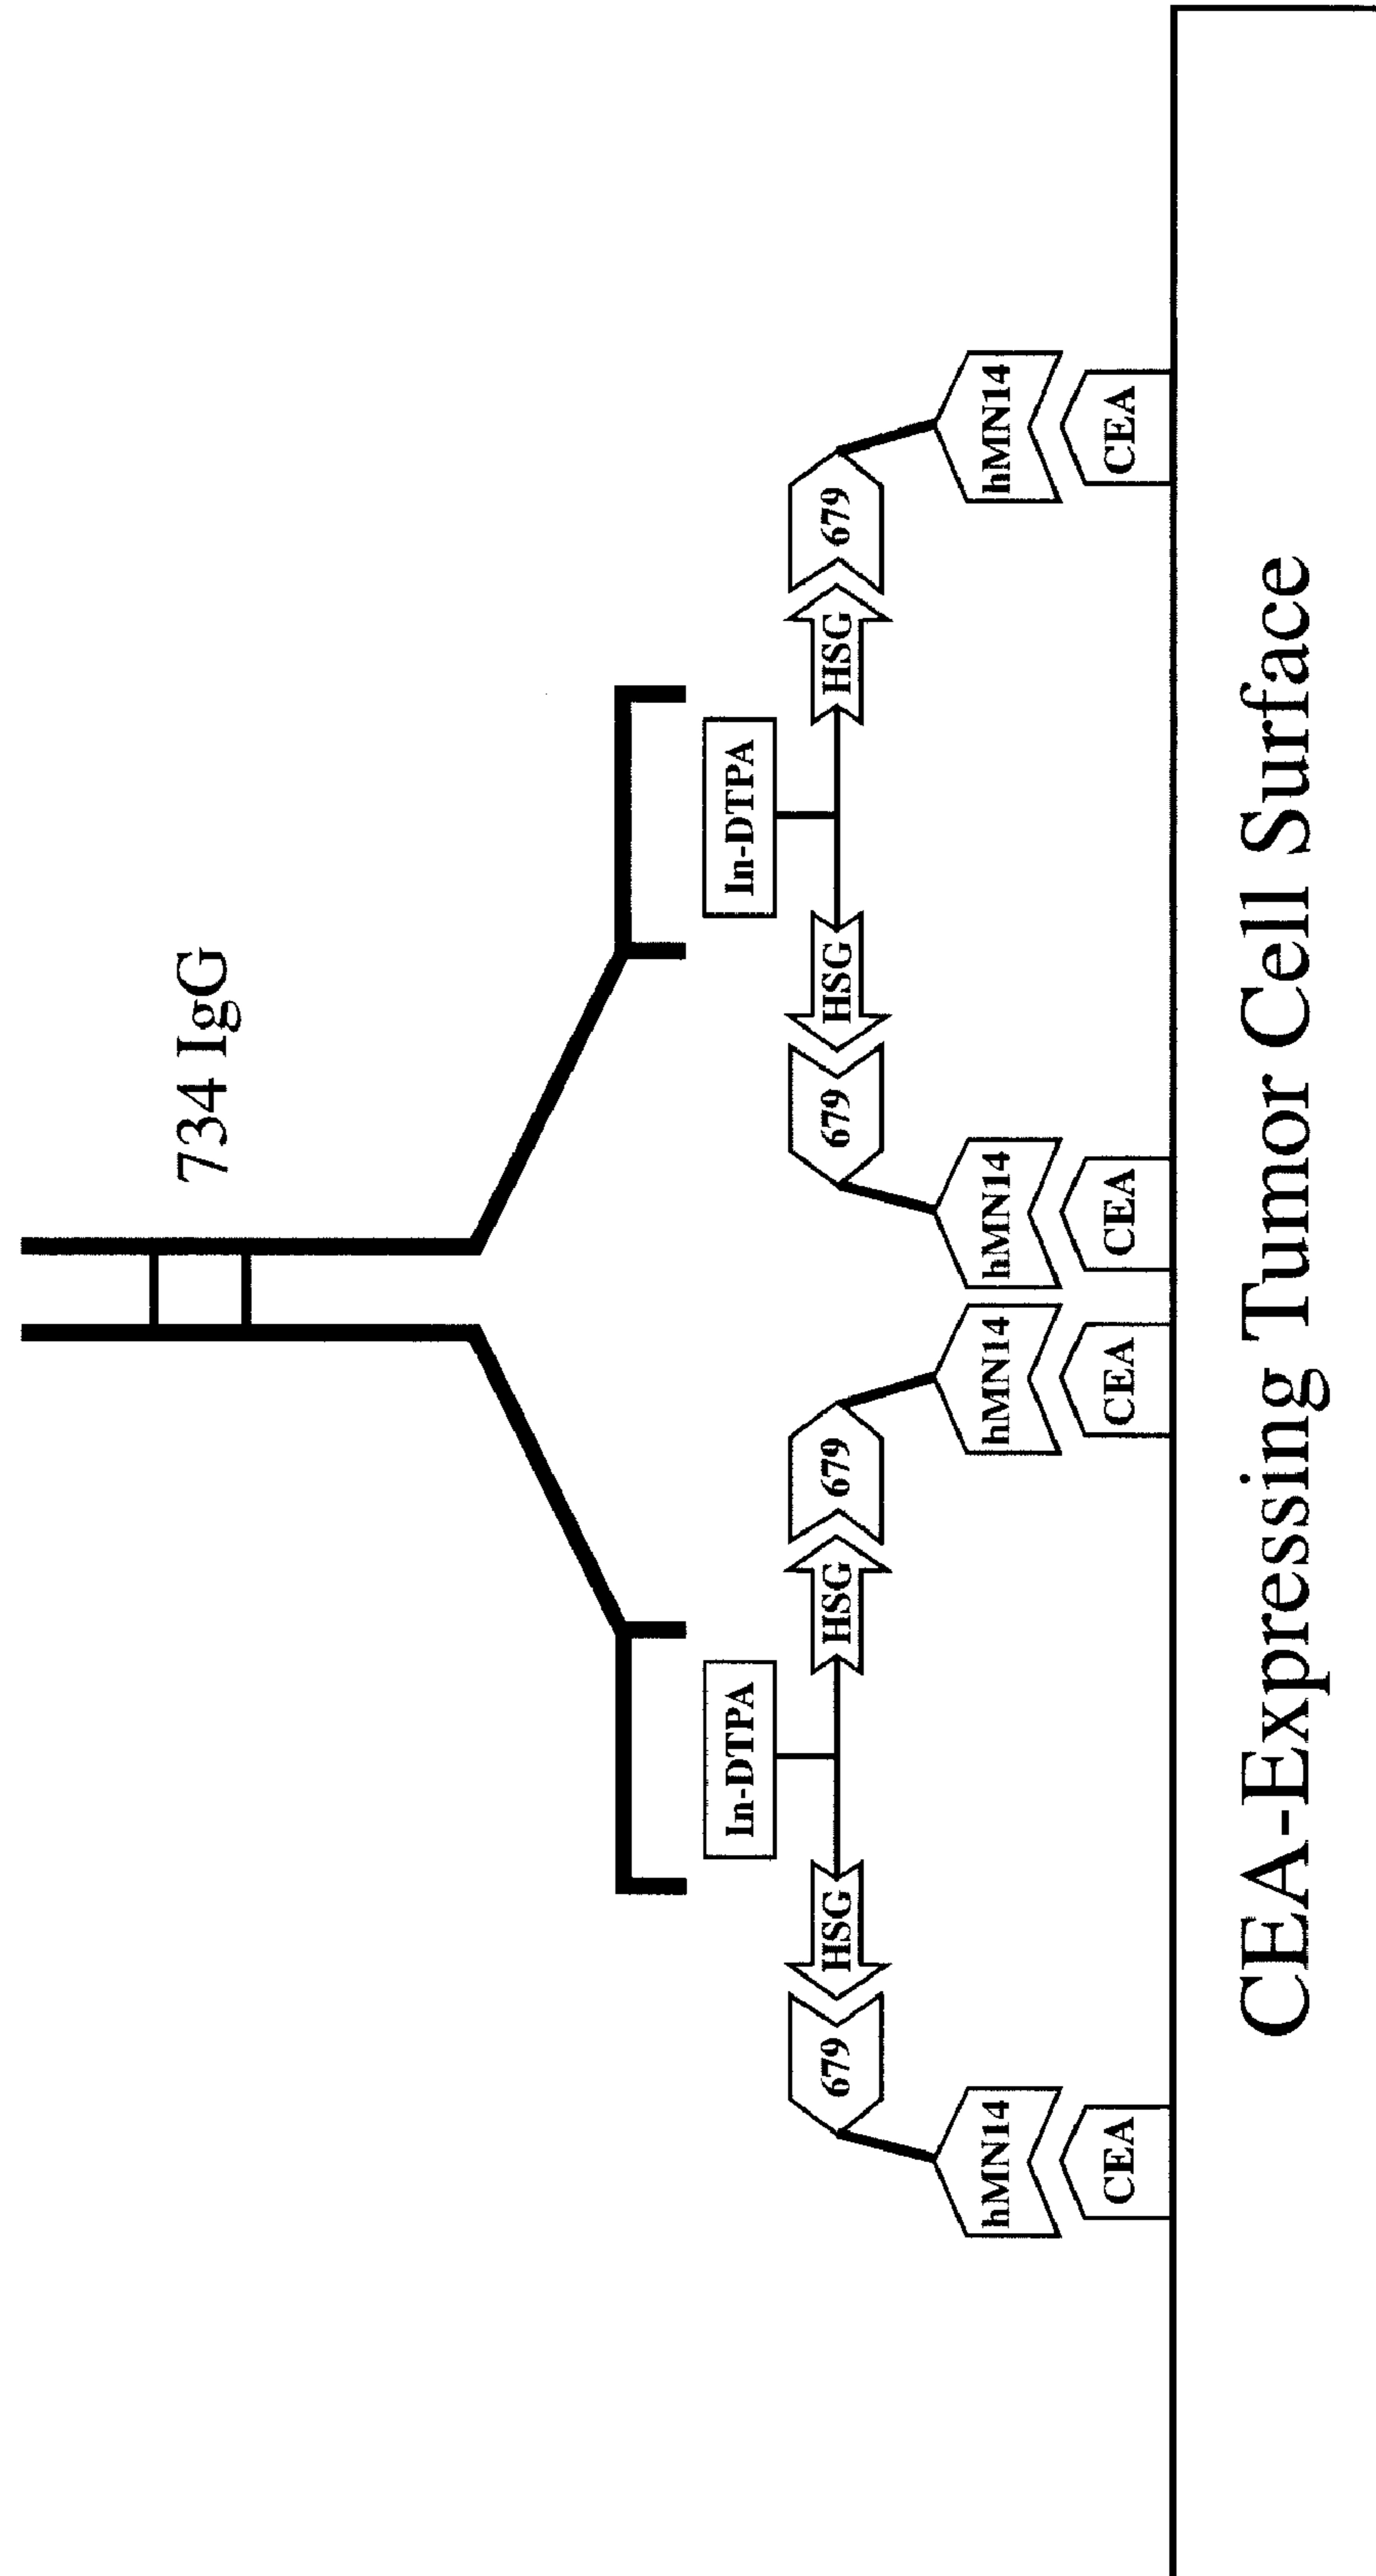 734 IgG
In-DTPA
In-DTPA
679
HSG
HSG
679
679
HSG
HSG
679
hMN14
hMN14
hMN14
hMN14
CEA
CEA
CEA
CEA
CEA-Expressing Tumor Cell Surface